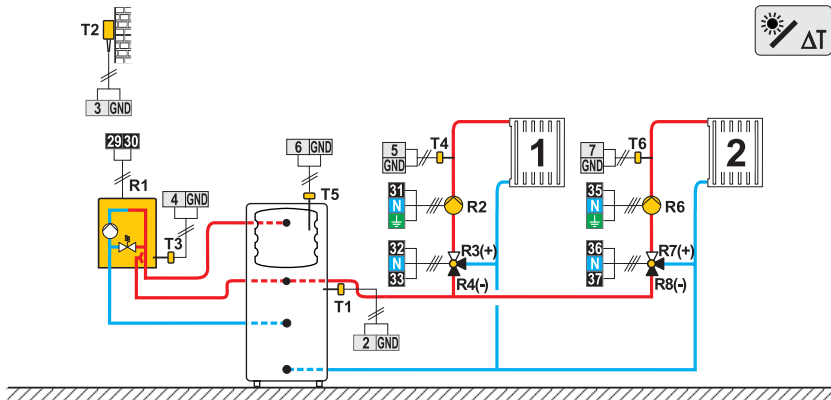 T2
ΔT
3 GND
29 30
R1
4 GND
T3
6 GND
T5
T1
2 GND
5
GND
T4
1
31
N
R2
32
N
33
R3(+)
R4(-)
7
GND
T6
2
35
N
R6
36
N
37
R7(+)
R8(-)